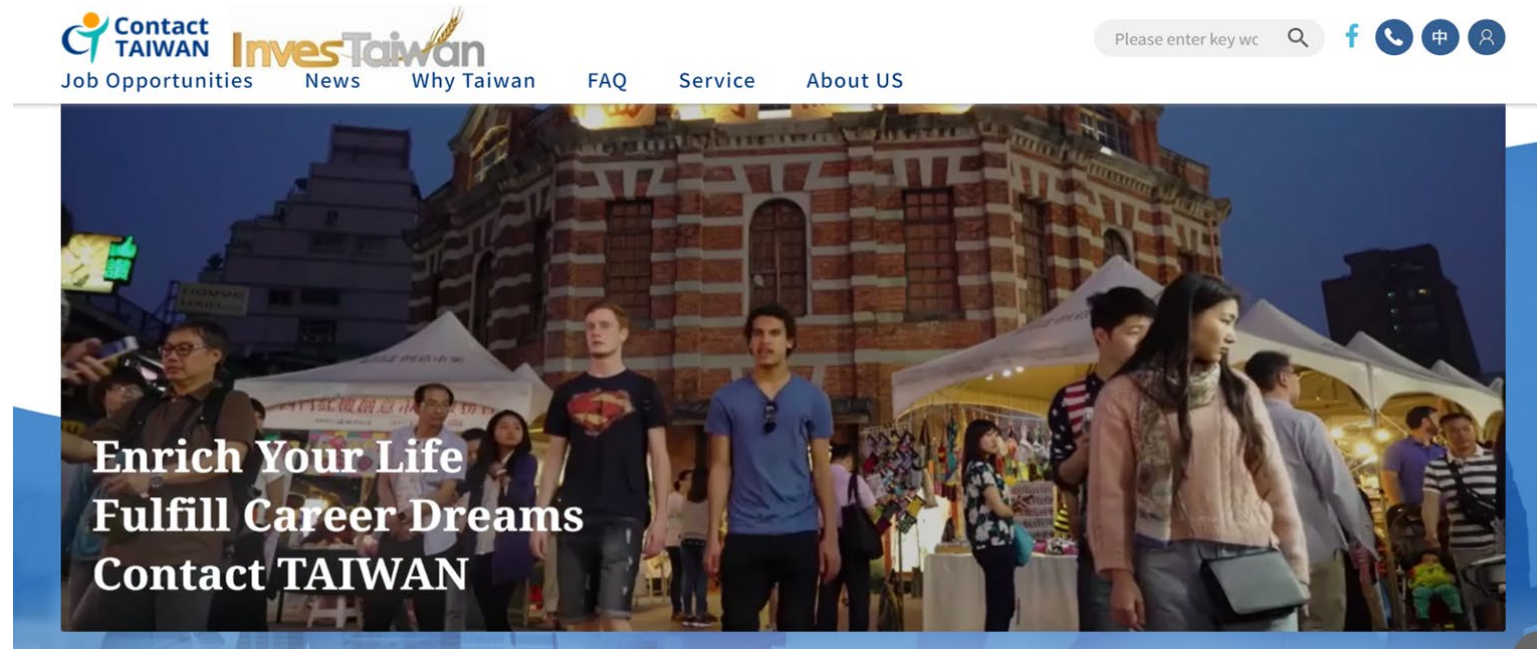 Contact
TAIWAN
InvesTaiwan
Please enter key wc
中
Job Opportunities
News
Why Taiwan
FAQ
Service
About US
Enrich Your Life
Fulfill Career Dreams
Contact TAIWAN